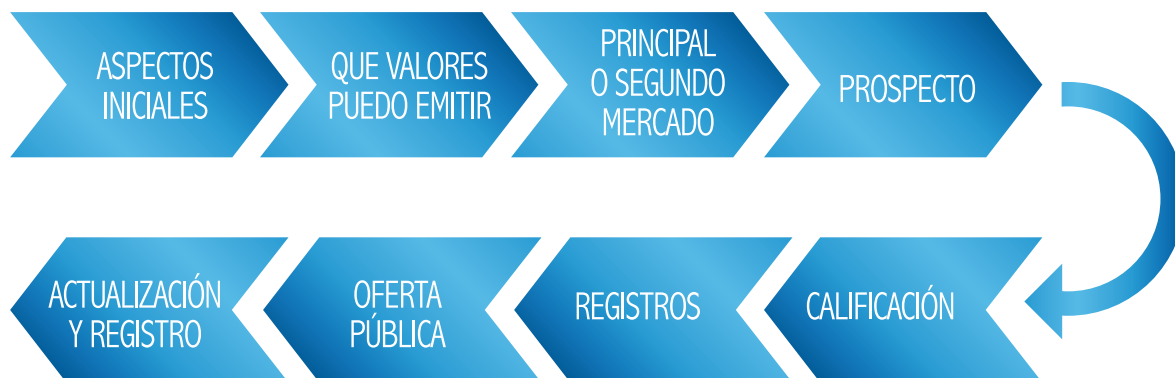 ASPECTOS
INICIALES
QUE VALORES
PUEDO EMITIR
PRINCIPAL
O SEGUNDO
MERCADO
PROSPECTO
CALIFICACIÓN
REGISTROS
OFERTA
PÚBLICA
ACTUALIZACIÓN
Y REGISTRO